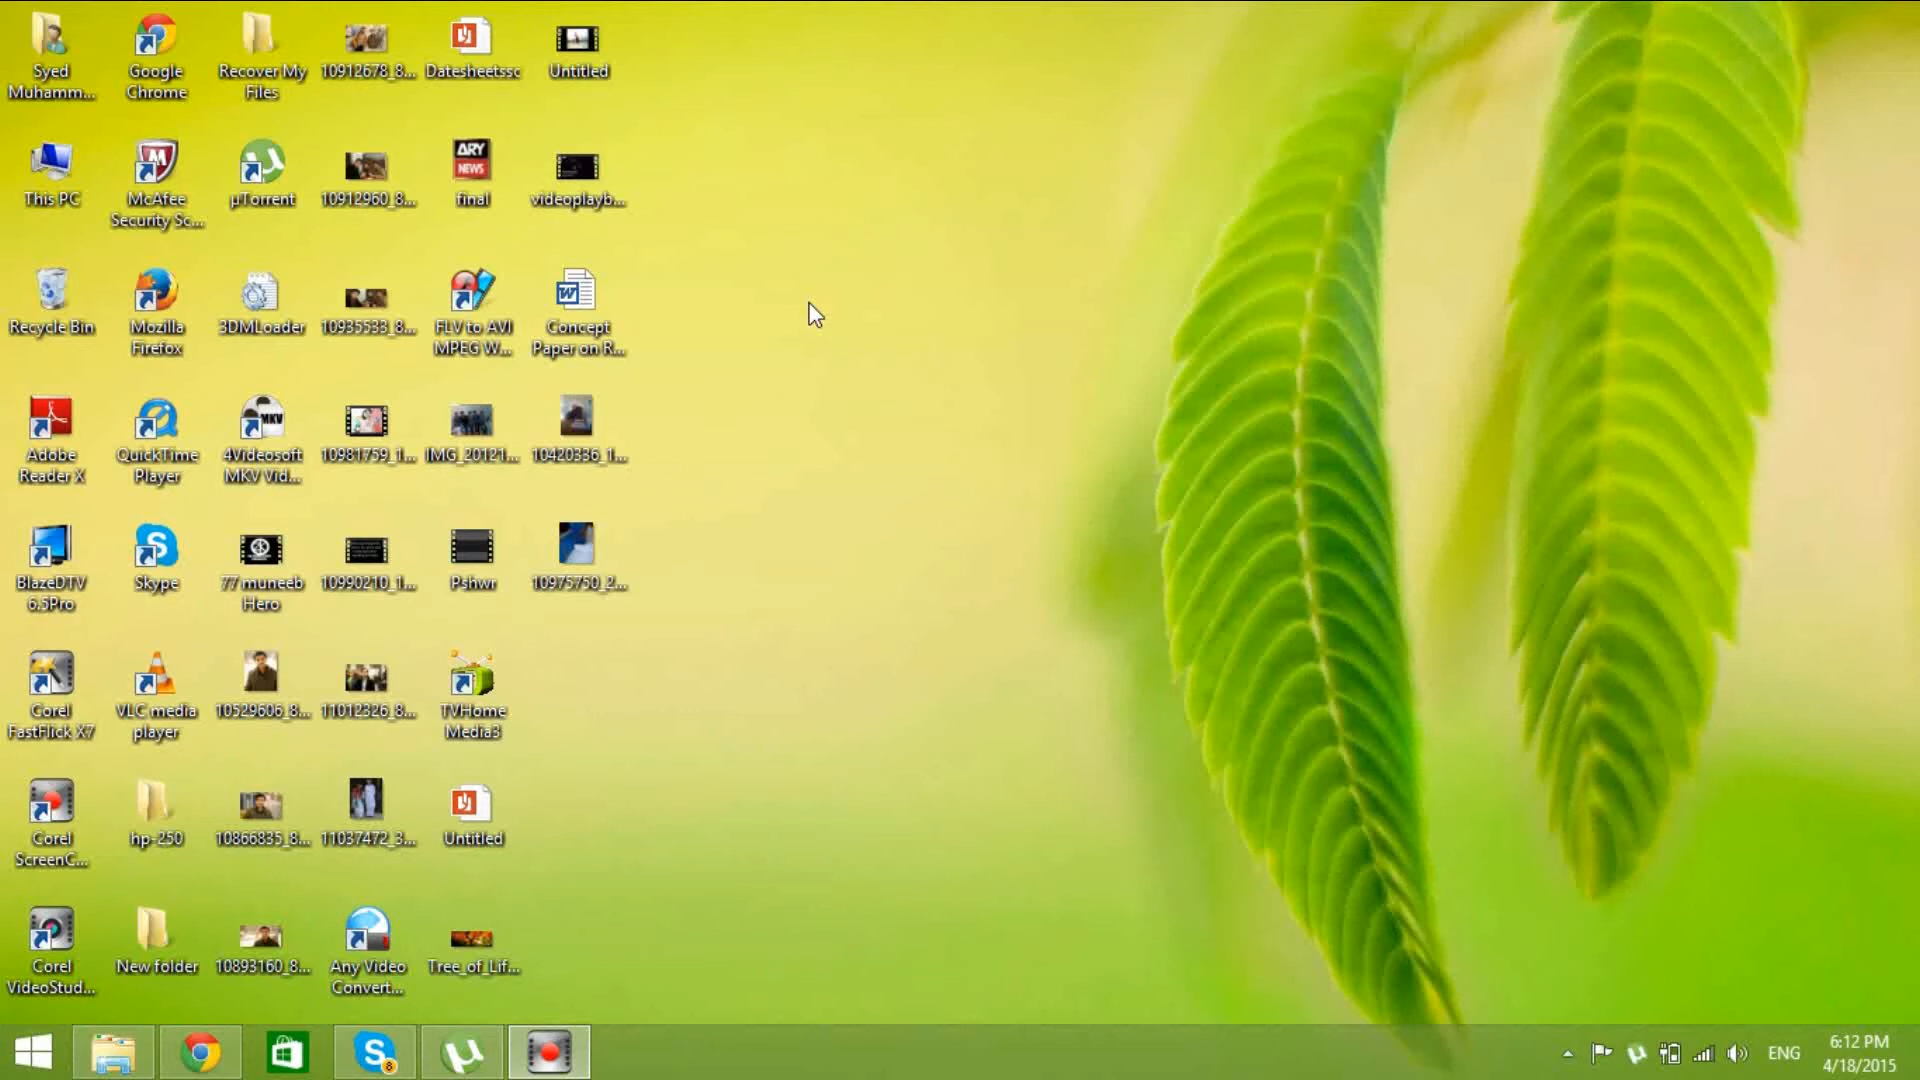 Syed
Muhamm...
Google
Chrome
Recover My
Files
10912678_8...
Datesheetssc
Untitled
This PC
McAfee
Security Sc...
µTorrent
10912960_8...
ARY
NEWS
final
videoplayb...
Recycle Bin
Mozilla
Firefox
3DMLoader
10935533_8...
FLV to AVI
MPEG W...
Concept
Paper on R...
Adobe
Reader X
QuickTime
Player
MKV
4Videosoft
MKV Vid...
10981759_1...
IMG_20121...
10420336_1...
BlazeDTV
6.5Pro
Skype
77 muneeb
Hero
10990210_1...
Pshwr
10975750_2...
Corel
FastFlick X7
VLC media
player
10529606_8...
11012326_8...
TVHome
Media3
Corel
ScreenC...
hp-250
10866835_8...
11037472_3...
Untitled
Corel
VideoStud...
New folder
10893160_8...
Any Video
Convert...
Tree_of_Lif...
8
ENG
6:12 PM
4/18/2015